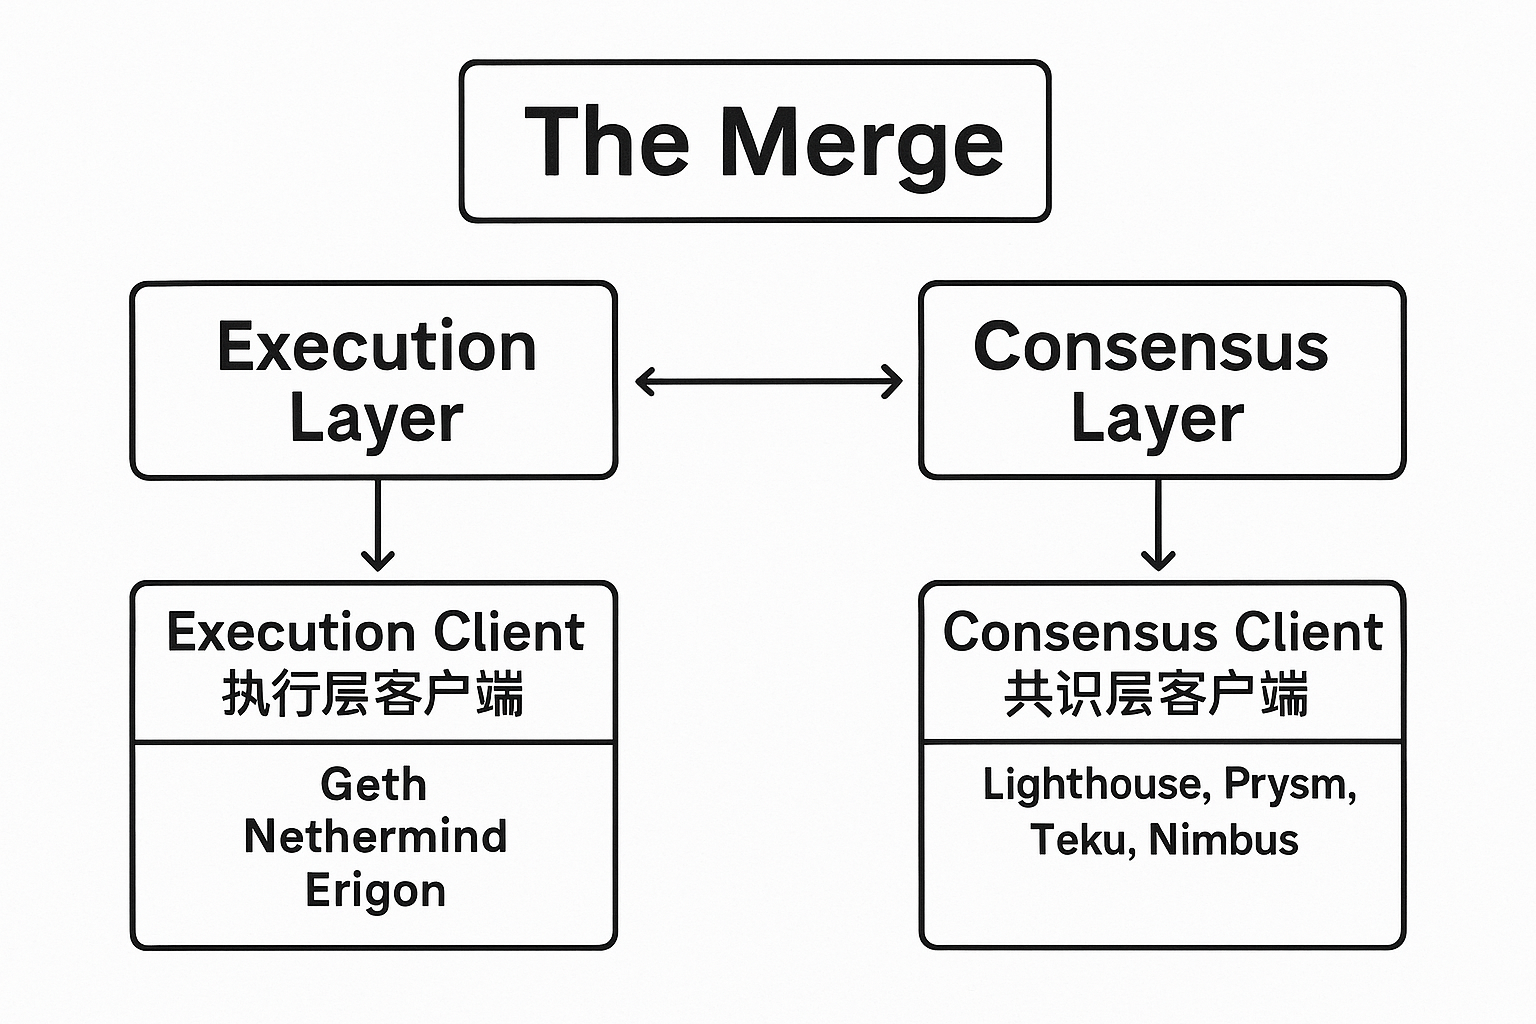 The Merge
Execution
Layer
Consensus
Layer
Execution Client
执行层客户端
Geth
Nethermind
Erigon
Consensus Client
共识层客户端
Lighthouse, Prysm,
Teku, Nimbus